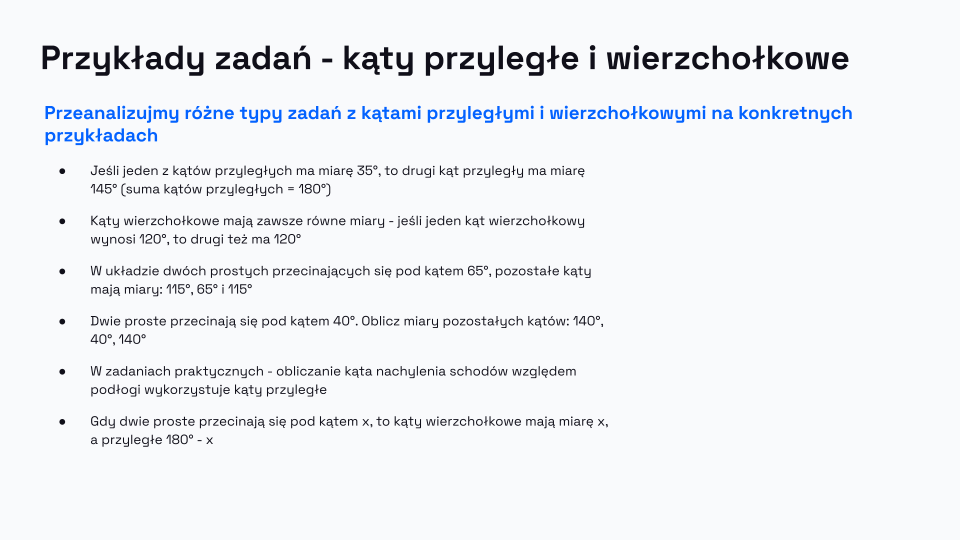 Przykłady zadań - kąty przyległe i wierzchołkowe
Przeanalizujmy różne typy zadań z kątami przyległymi i wierzchołkowymi na konkretnych
przykładach
● Jeśli jeden z kątów przyległych ma miarę 35°, to drugi kąt przyległy ma miarę
145° (suma kątów przyległych = 180°)
● Kąty wierzchołkowe mają zawsze równe miary - jeśli jeden kąt wierzchołkowy
wynosi 120°, to drugi też ma 120°
● W układzie dwóch prostych przecinających się pod kątem 65°, pozostałe kąty
mają miary: 115°, 65° i 115°
● Dwie proste przecinają się pod kątem 40°. Oblicz miary pozostałych kątów: 140°,
40°, 140°
● W zadaniach praktycznych - obliczanie kąta nachylenia schodów względem
podłogi wykorzystuje kąty przyległe
● Gdy dwie proste przecinają się pod kątem x, to kąty wierzchołkowe mają miarę x,
a przyległe 180° - x